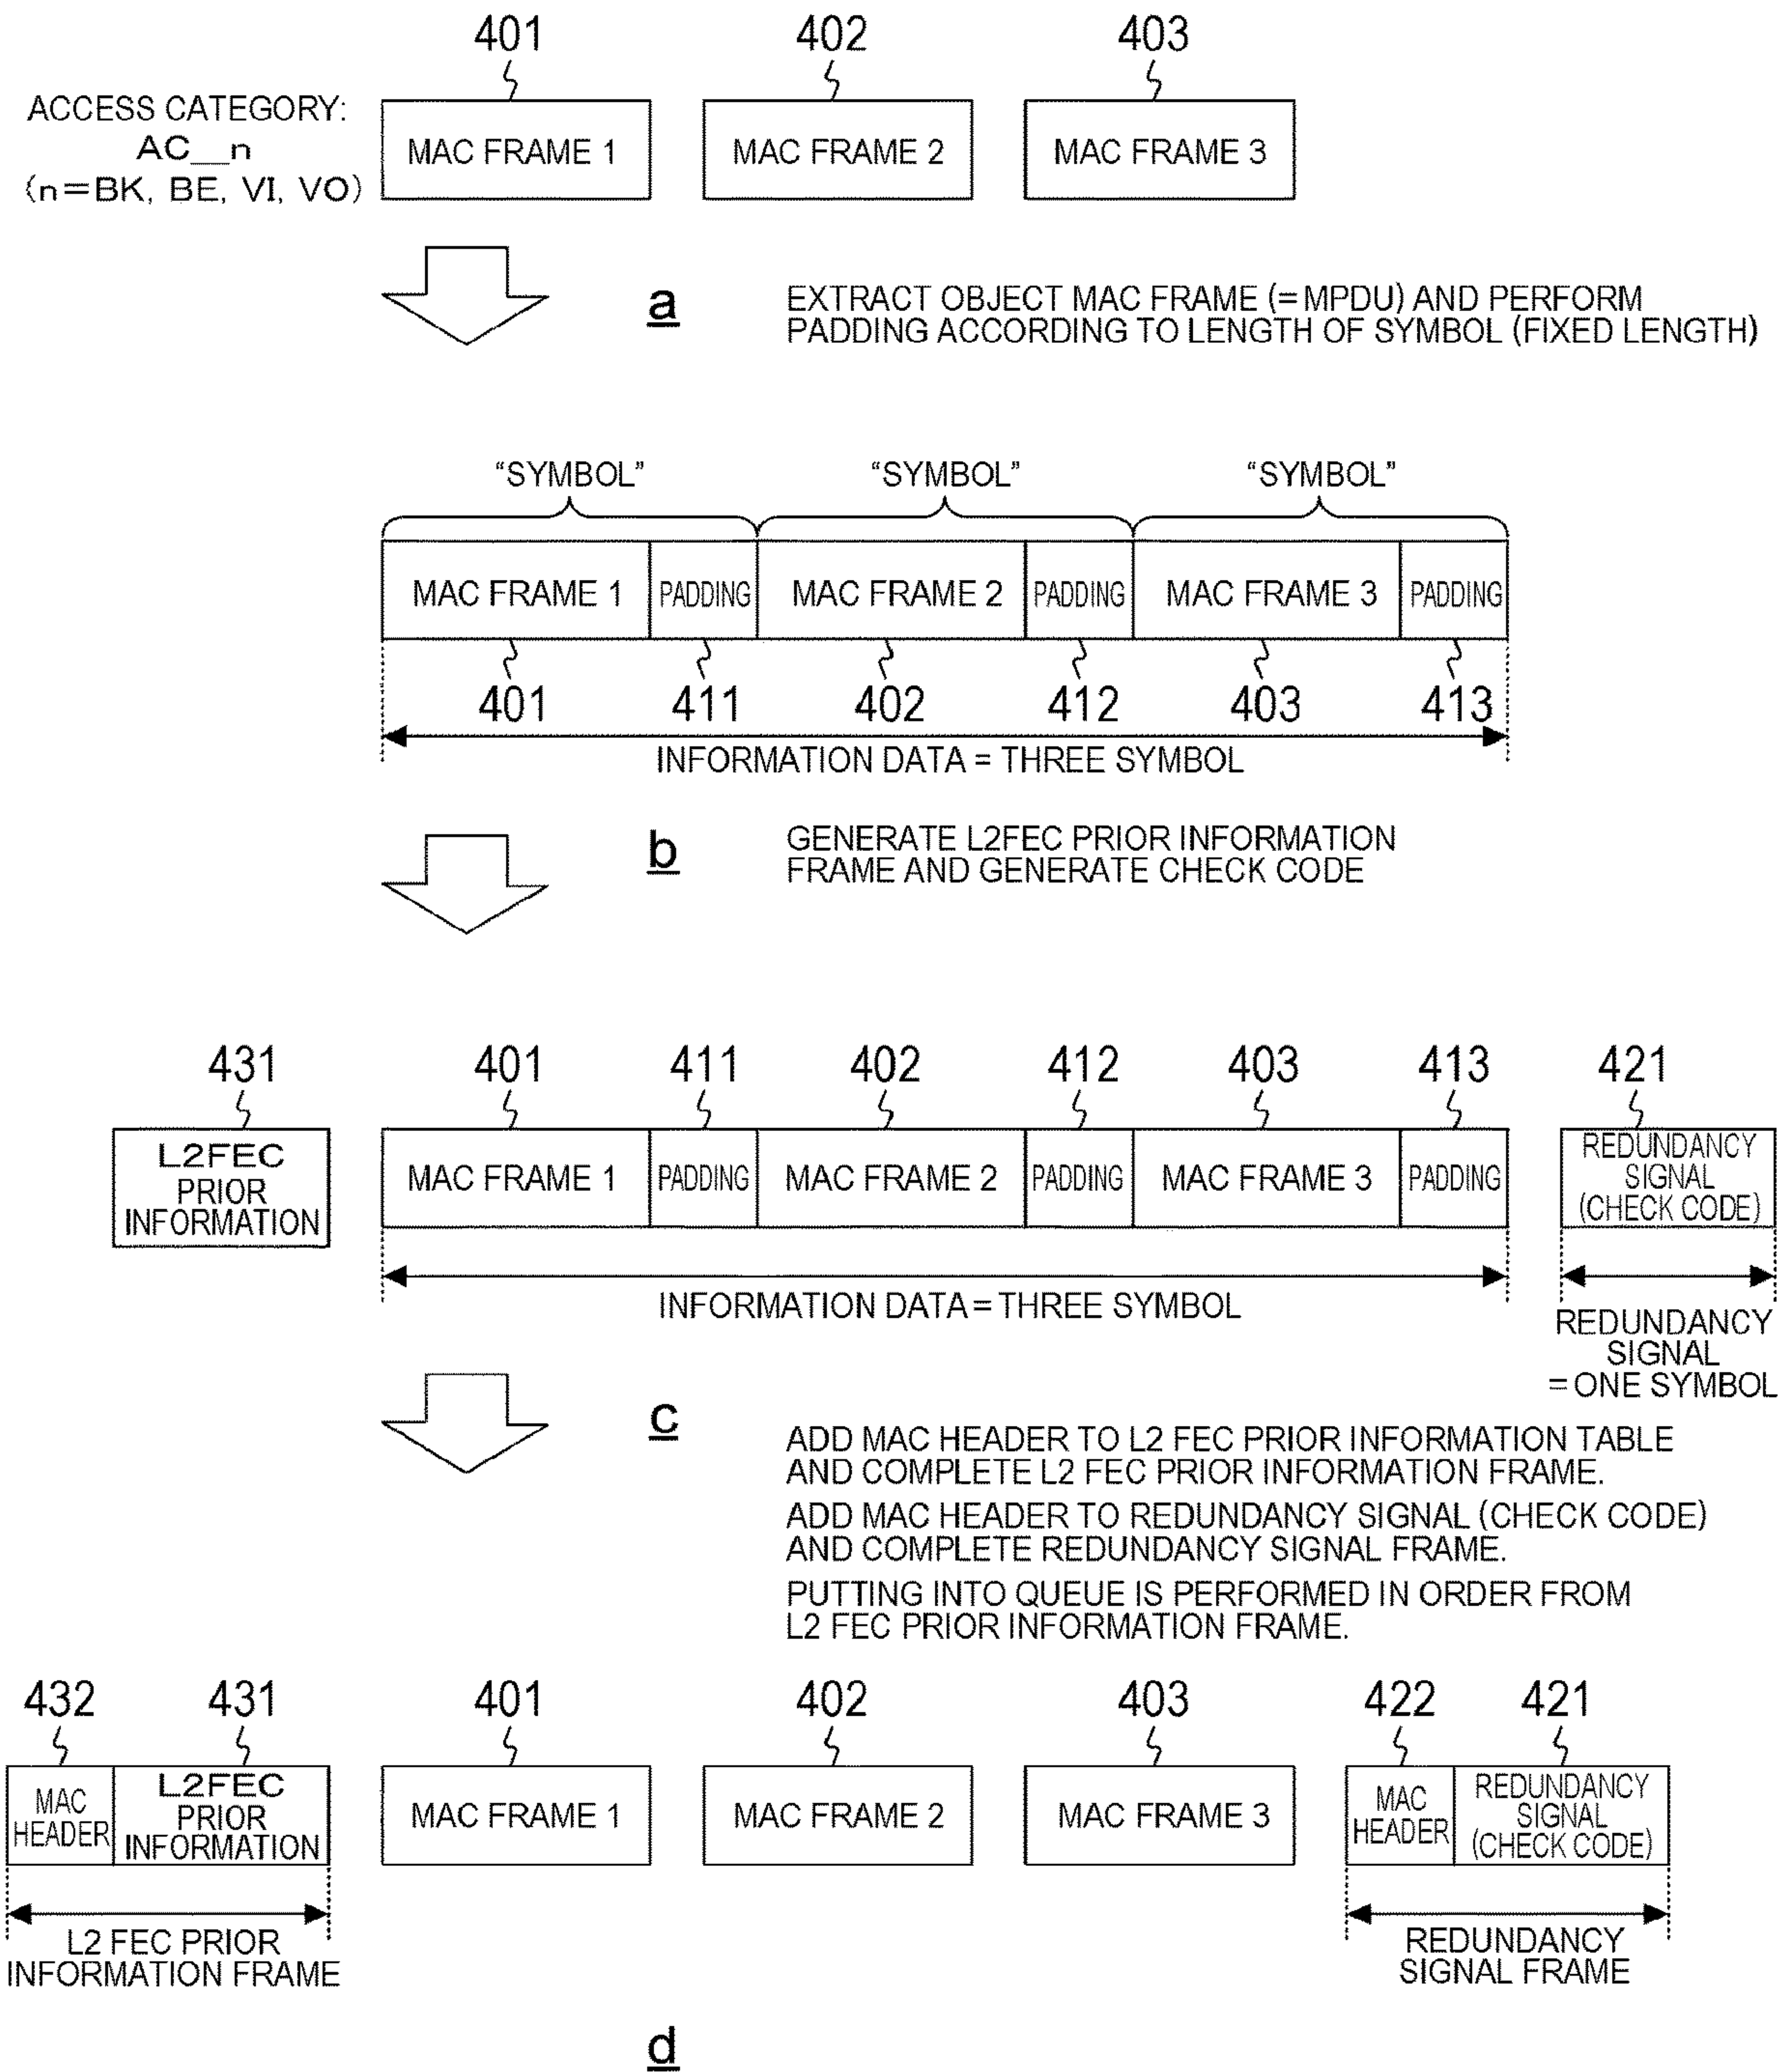 401 402 403
ACCESS CATEGORY:
AC__n
(n=BK, BE, VI, VO)
MAC FRAME 1 MAC FRAME 2 MAC FRAME 3
a
EXTRACT OBJECT MAC FRAME (=MPDU) AND PERFORM
PADDING ACCORDING TO LENGTH OF SYMBOL (FIXED LENGTH)
“SYMBOL” “SYMBOL” “SYMBOL”
MAC FRAME 1 PADDING MAC FRAME 2 PADDING MAC FRAME 3 PADDING
401 411 402 412 403 413
INFORMATION DATA = THREE SYMBOL
b
GENERATE L2FEC PRIOR INFORMATION
FRAME AND GENERATE CHECK CODE
431 401 411 402 412 403 413 421
L2FEC
PRIOR
INFORMATION
MAC FRAME 1 PADDING MAC FRAME 2 PADDING MAC FRAME 3 PADDING
REDUNDANCY
SIGNAL
(CHECK CODE)
INFORMATION DATA = THREE SYMBOL
REDUNDANCY
SIGNAL
= ONE SYMBOL
c
ADD MAC HEADER TO L2 FEC PRIOR INFORMATION TABLE
AND COMPLETE L2 FEC PRIOR INFORMATION FRAME.
ADD MAC HEADER TO REDUNDANCY SIGNAL (CHECK CODE)
AND COMPLETE REDUNDANCY SIGNAL FRAME.
PUTTING INTO QUEUE IS PERFORMED IN ORDER FROM
L2 FEC PRIOR INFORMATION FRAME.
432 431 401 402 403 422 421
MAC
HEADER
L2FEC
PRIOR
INFORMATION
MAC FRAME 1 MAC FRAME 2 MAC FRAME 3
MAC
HEADER
REDUNDANCY
SIGNAL
(CHECK CODE)
L2 FEC PRIOR
INFORMATION FRAME
REDUNDANCY
SIGNAL FRAME
d